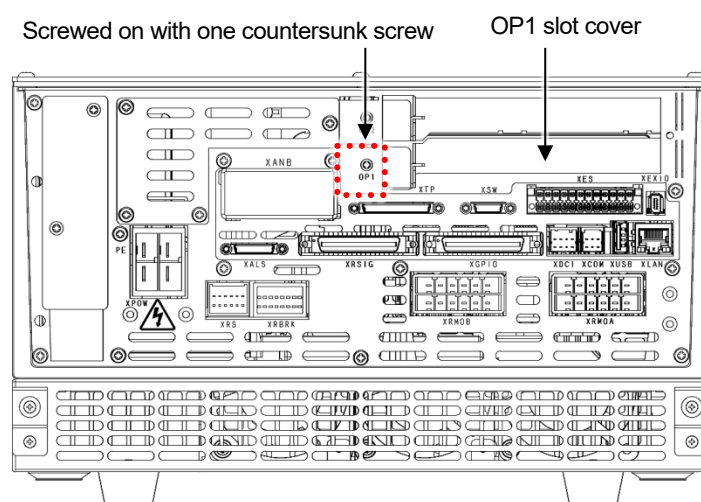 Screwed on with one countersunk screw
OP1 slot cover
XANB
OP1
XTP
XSW
XES
XEXIO
PE
XALS
XRSIG
XGPIO
XDCI XCOM XUSB XLAN
XPOW
XRS
XRBRK
XRMOB
XRMOA